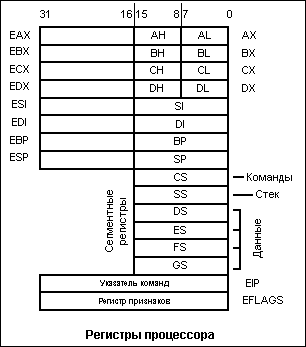 31 16 15 8 7 0
EAX AH AL AX
EBX BH BL BX
ECX CH CL CX
EDX DH DL DX
ESI SI
EDI DI
EBP BP
ESP SP
CS Команды
SS Стек
DS
ES
FS
GS
Сегментные
регистры
Данные
Указатель команд EIP
Регистр признаков EFLAGS
Регистры процессора